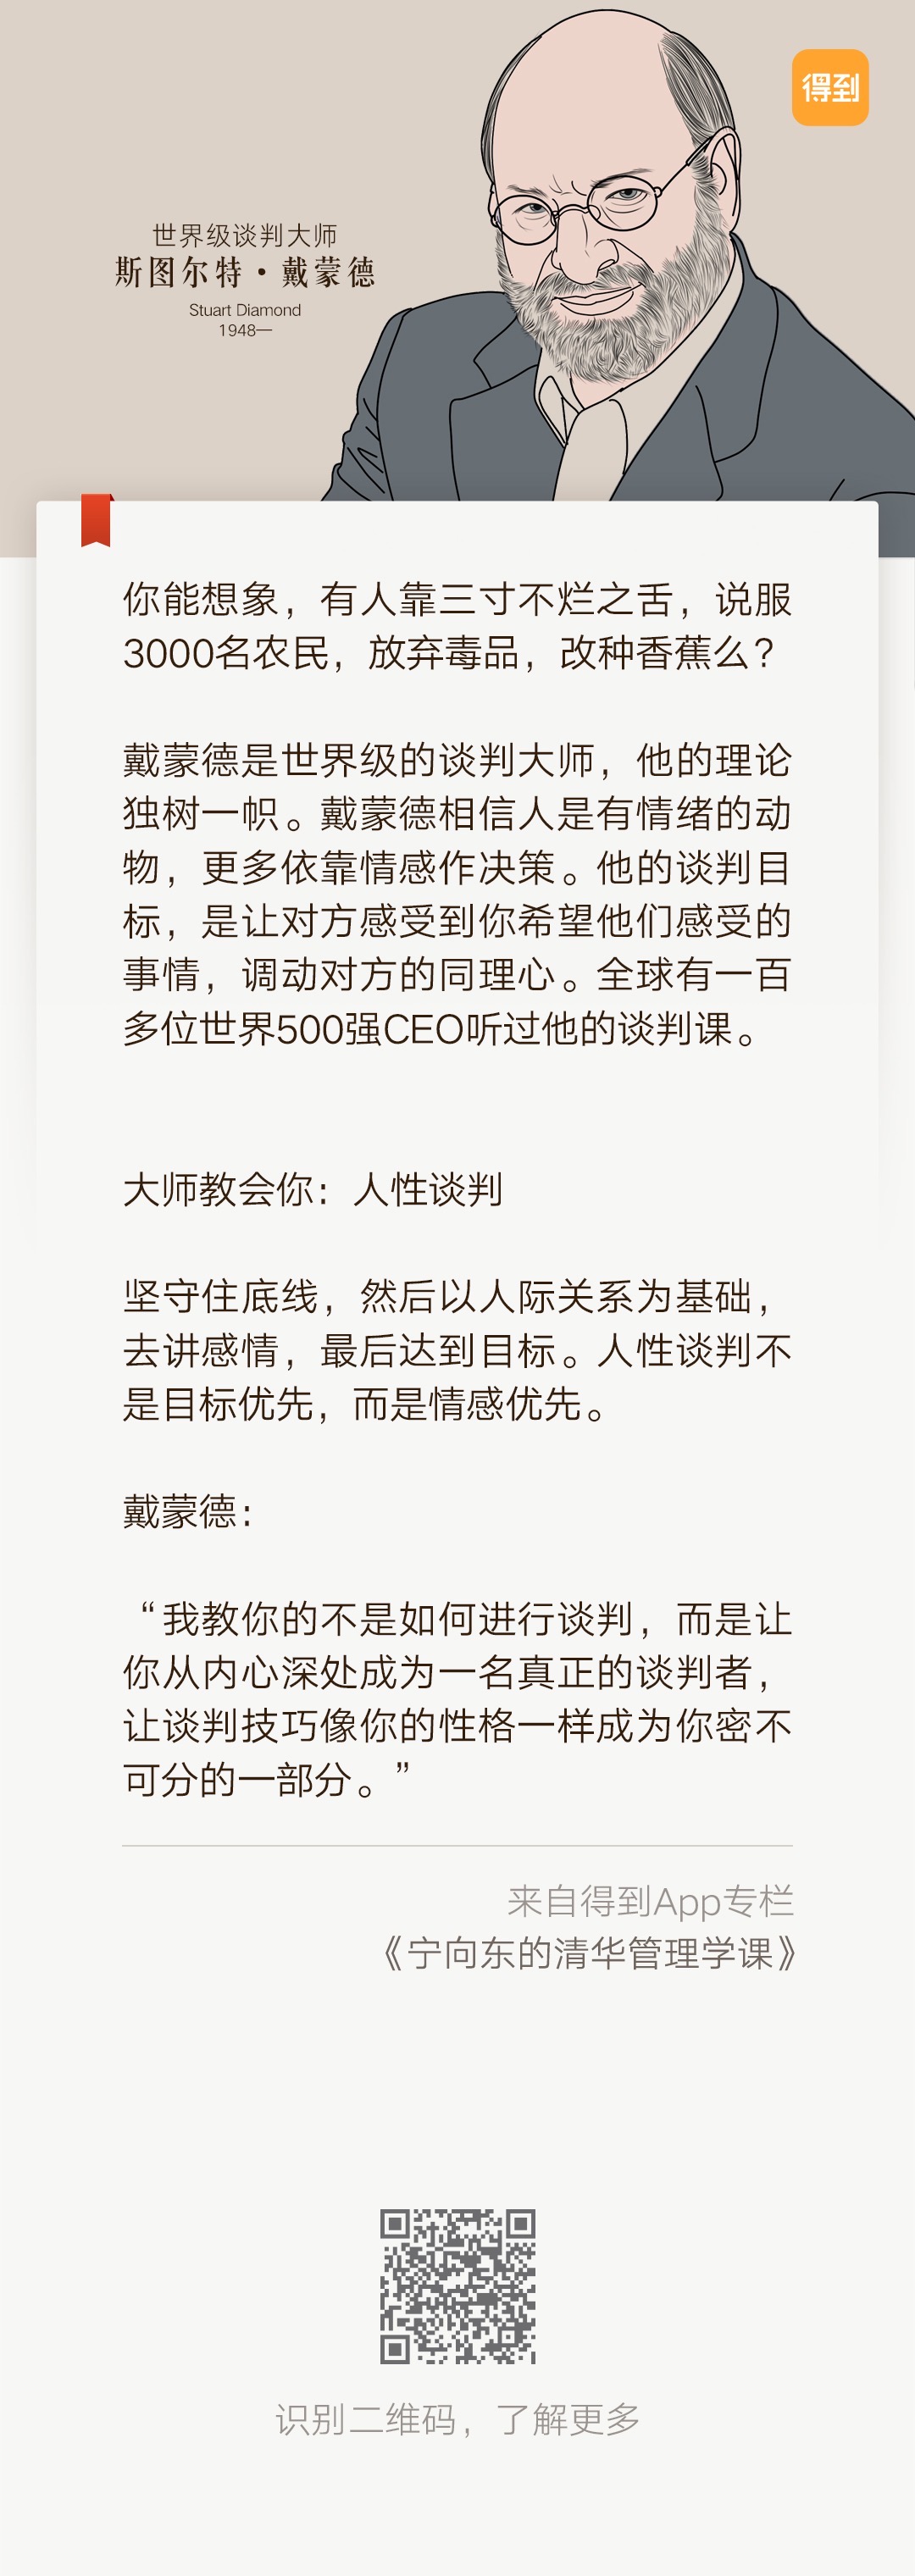 得到
世界级谈判大师
斯图尔特·戴蒙德
Stuart Diamond
1948—
你能想象，有人靠三寸不烂之舌，说服
3000名农民，放弃毒品，改种香蕉么？
戴蒙德是世界级的谈判大师，他的理论
独树一帜。戴蒙德相信人是有情绪的动
物，更多依靠情感作决策。他的谈判目
标，是让对方感受到你希望他们感受的
事情，调动对方的同理心。全球有一百
多位世界500强CEO听过他的谈判课。
大师教会你：人性谈判
坚守住底线，然后以人际关系为基础，
去讲感情，最后达到目标。人性谈判不
是目标优先，而是情感优先。
戴蒙德：
“我教你的不是如何进行谈判，而是让
你从内心深处成为一名真正的谈判者，
让谈判技巧像你的性格一样成为你密不
可分的一部分。”
来自得到App专栏
《宁向东的清华管理学课》
识别二维码，了解更多